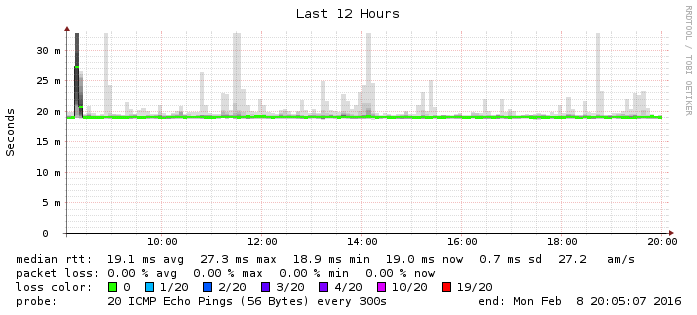 Last 12 Hours
RRDTOOL / TOBI OETIKER
Seconds
30 m
25 m
20 m
15 m
10 m
5 m
0
10:00 12:00 14:00 16:00 18:00 20:00
median rtt: 19.1 ms avg 27.3 ms max 18.9 ms min 19.0 ms now 0.7 ms sd 27.2 am/s
packet loss: 0.00 % avg 0.00 % max 0.00 % min 0.00 % now
loss color: 0 1/20 2/20 3/20 4/20 10/20 19/20
probe: 20 ICMP Echo Pings (56 Bytes) every 300s end: Mon Feb 8 20:05:07 2016